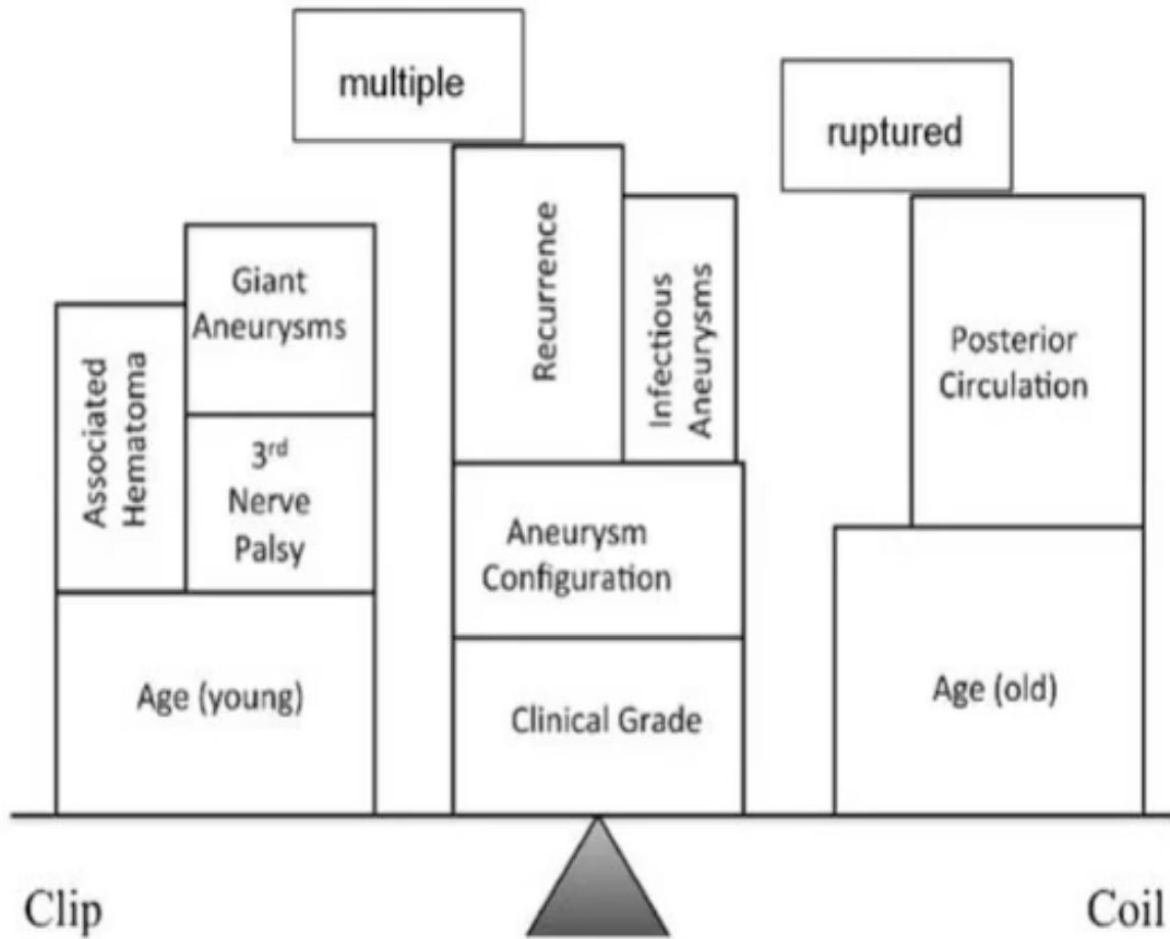 multiple
ruptured
Giant
Aneurysms
Associated
Hematoma
3rd
Nerve
Palsy
Age (young)
Recurrence
Infectious
Aneurysms
Aneurysm
Configuration
Clinical Grade
Posterior
Circulation
Age (old)
Clip
Coil